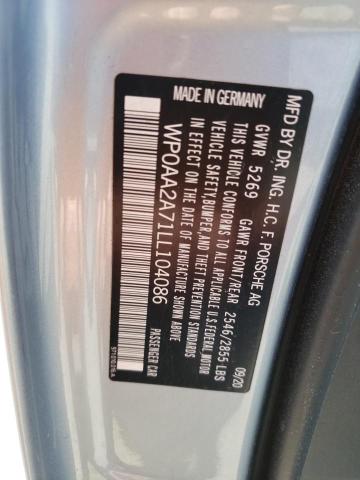 MFD BY DR. ING. H.C. F. PORSCHE AG 09/20
GVWR 5269 GAWR FRONT/REAR 2546/2855 LBS
THIS VEHICLE CONFORMS TO ALL APPLICABLE U.S. FEDERAL MOTOR
VEHICLE SAFETY, BUMPER, AND THEFT PREVENTION STANDARDS
IN EFFECT ON THE DATE OF MANUFACTURE SHOWN ABOVE
WP0AA2A71LL104086 PASSENGER CAR
MADE IN GERMANY